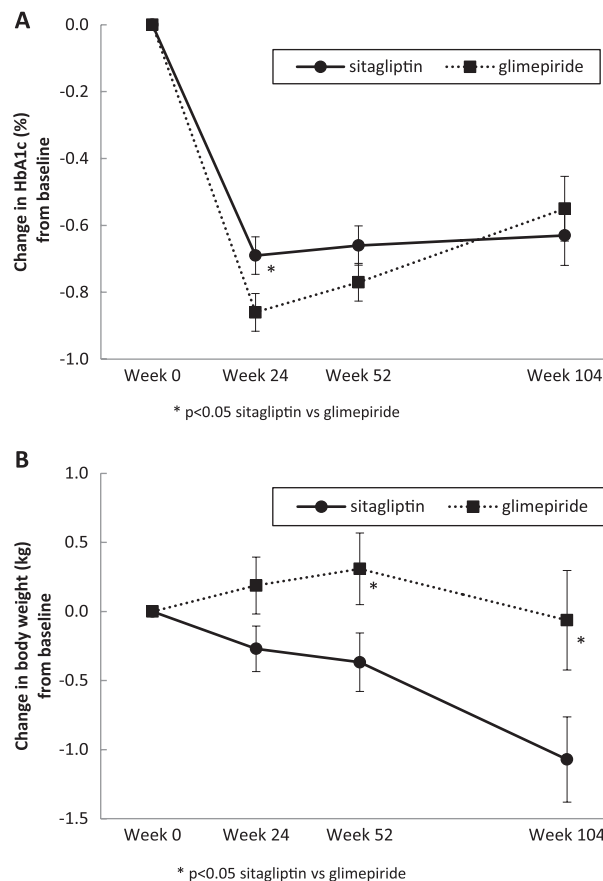 A
0.0
sitagliptin
glimepiride
-0.2
-0.4
-0.6
-0.8
-1.0
*
Change in HbA1c (%)
from baseline
Week 0
Week 24
Week 52
Week 104
* p<0.05 sitagliptin vs glimepiride
B
1.0
sitagliptin
glimepiride
0.5
0.0
-0.5
-1.0
-1.5
*
*
Change in body weight (kg)
from baseline
Week 0
Week 24
Week 52
Week 104
* p<0.05 sitagliptin vs glimepiride